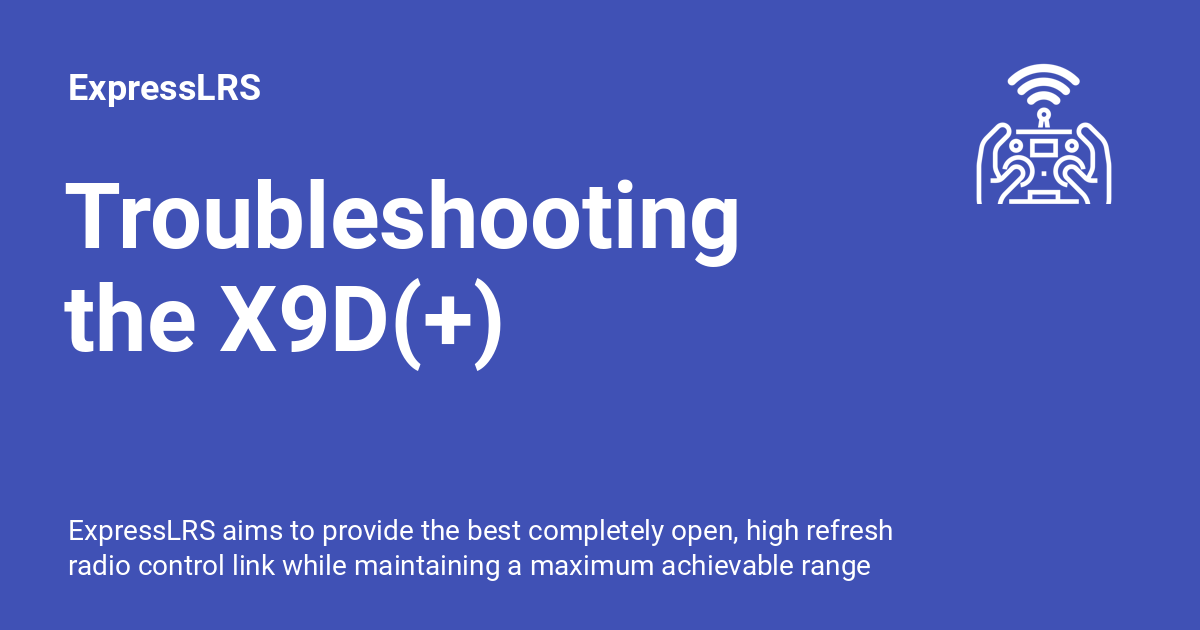 ExpressLRS
Troubleshooting
the X9D(+)
ExpressLRS aims to provide the best completely open, high refresh
radio control link while maintaining a maximum achievable range